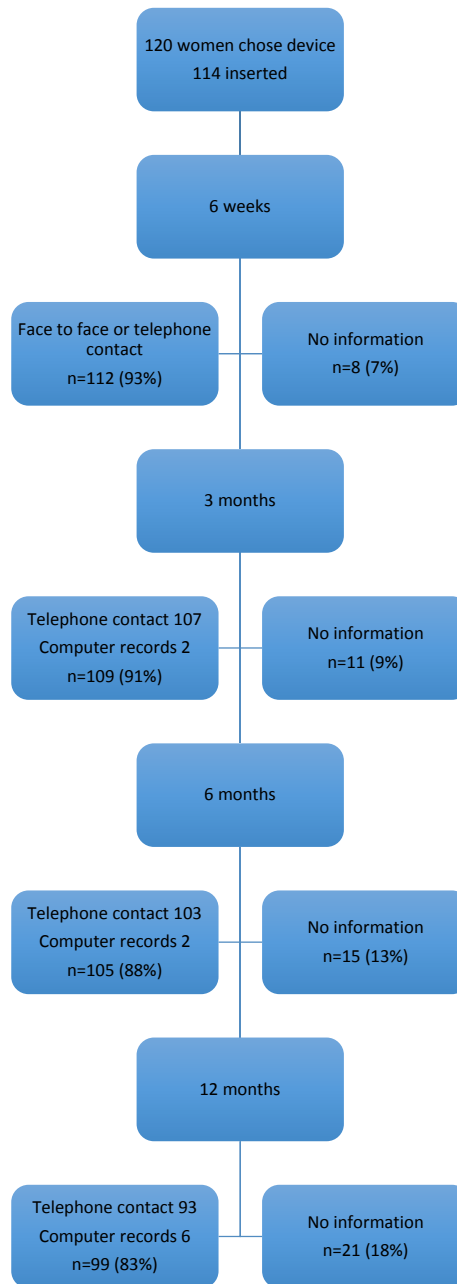 120 women chose device
114 inserted
6 weeks
Face to face or telephone
contact
n=112 (93%)
No information
n=8 (7%)
3 months
Telephone contact 107
Computer records 2
n=109 (91%)
No information
n=11 (9%)
6 months
Telephone contact 103
Computer records 2
n=105 (88%)
No information
n=15 (13%)
12 months
Telephone contact 93
Computer records 6
n=99 (83%)
No information
n=21 (18%)